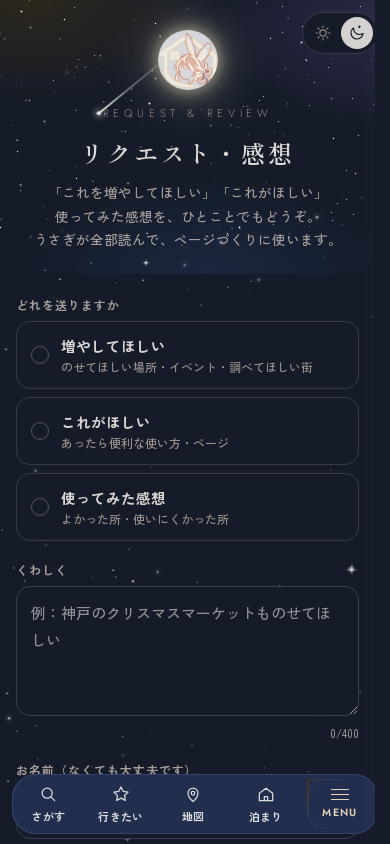 REQUEST & REVIEW
リクエスト・感想
「これを増やしてほしい」「これがほしい」
使ってみた感想を、ひとことでもどうぞ。
うさぎが全部読んで、ページづくりに使います。
どれを送りますか
増やしてほしい
のせてほしい場所・イベント・調べてほしい街
これがほしい
あったら便利な使い方・ページ
使ってみた感想
よかった所・使いにくかった所
くわしく
例：神戸のクリスマスマーケットものせてほ
しい
0/400
お名前（なくても大丈夫です）
さがす
行きたい
地図
泊まり
MENU